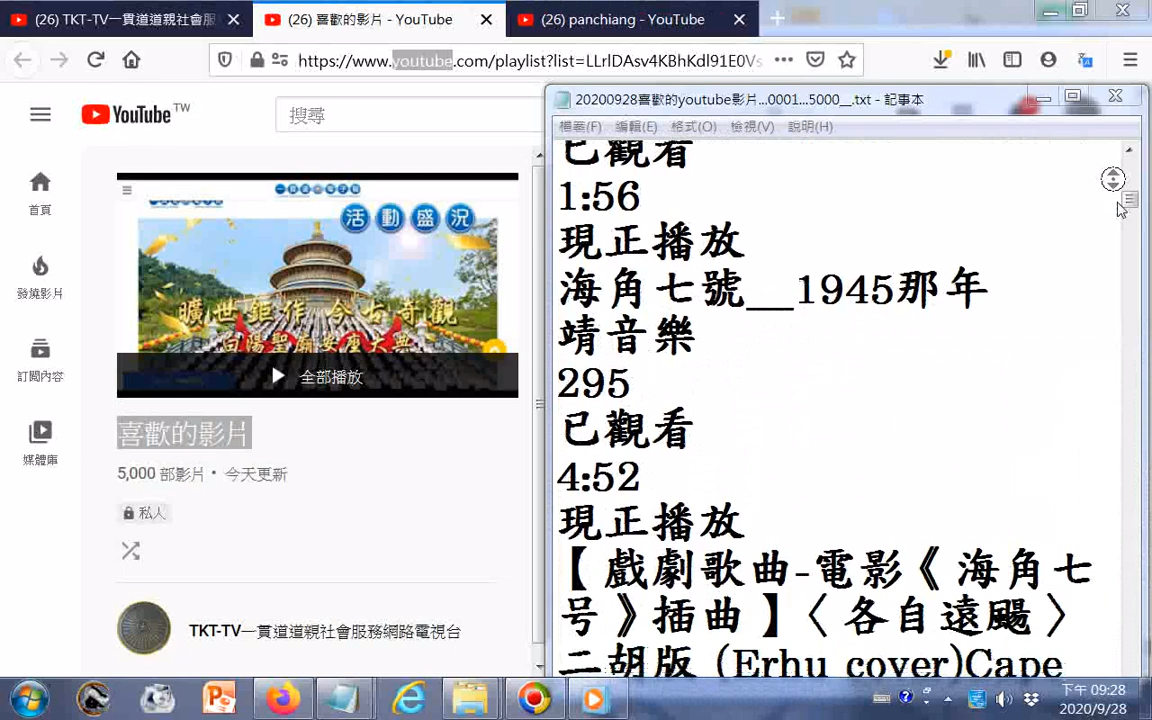 (26) TKT-TV一貫道道親社會服
(26) 喜歡的影片 - YouTube
(26) panchiang - YouTube
https://www.youtube.com/playlist?list=LLrlDAsv4KBhKdl91E0Vs
YouTube TW
搜尋
首頁
發燒影片
訂閱內容
媒體庫
活動盛況
曠世鉅作 今古奇觀
全部播放
喜歡的影片
5,000 部影片・今天更新
私人
TKT-TV一貫道道親社會服務網路電視台
20200928喜歡的youtube影片...0001...5000__.txt - 記事本
檔案(F) 編輯(E) 格式(O) 檢視(V) 說明(H)
已觀看
1:56
現正播放
海角七號__1945那年
靖音樂
295
已觀看
4:52
現正播放
【戲劇歌曲-電影《海角七
号》插曲】〈各自遠颺〉
二胡版 (Erhu cover)Cape
下午 09:28
2020/9/28